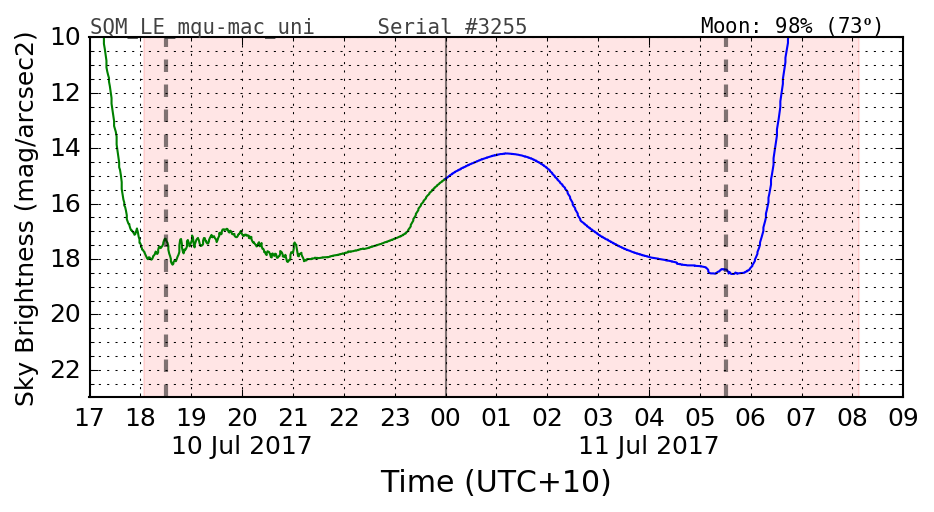 SQM_LE_mqu-mac_uni Serial #3255 Moon: 98% (73º)
Sky Brightness (mag/arcsec2)
10
12
14
16
18
20
22
17 18 19 20 21 22 23 00 01 02 03 04 05 06 07 08 09
10 Jul 2017 11 Jul 2017
Time (UTC+10)